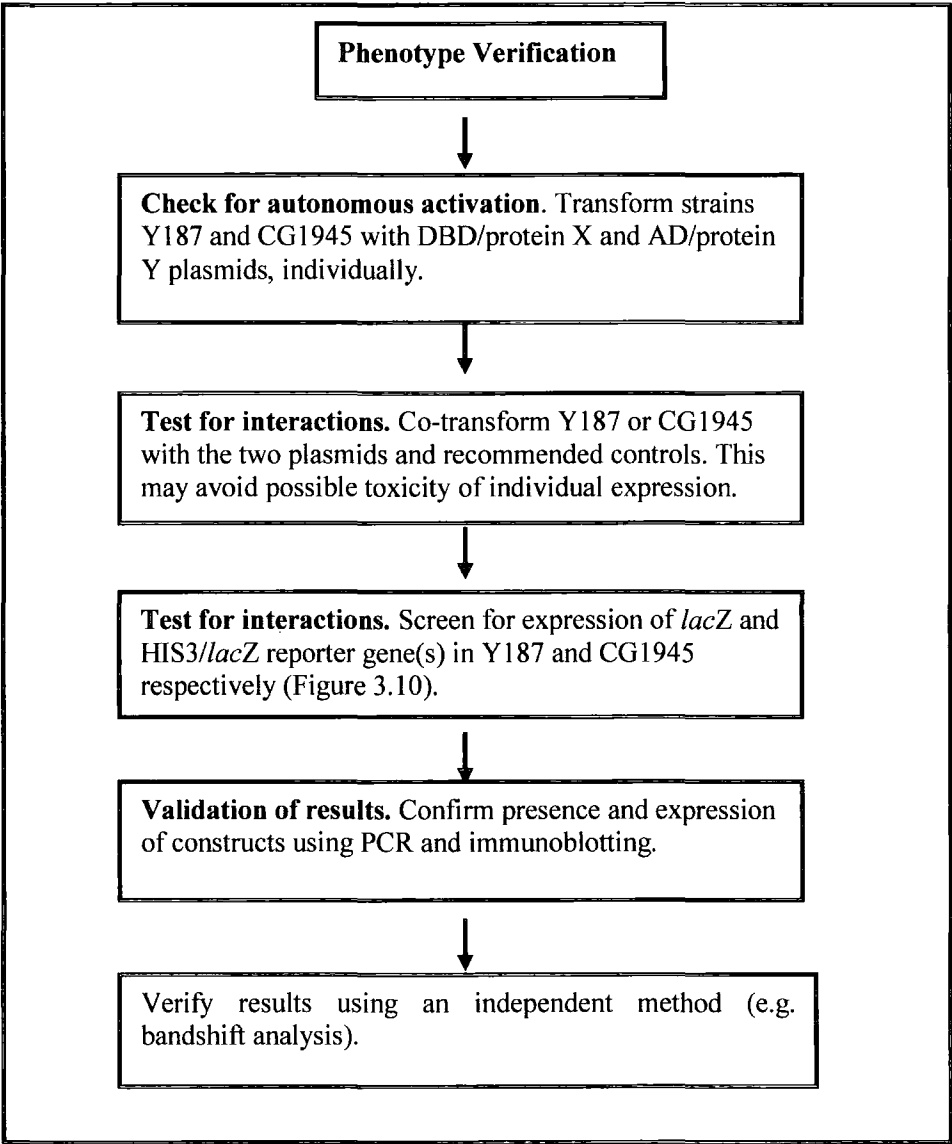 Phenotype Verification
Check for autonomous activation. Transform strains
Y187 and CG1945 with DBD/protein X and AD/protein
Y plasmids, individually.
Test for interactions. Co-transform Y187 or CG1945
with the two plasmids and recommended controls. This
may avoid possible toxicity of individual expression.
Test for interactions. Screen for expression of lacZ and
HIS3/lacZ reporter gene(s) in Y187 and CG1945
respectively (Figure 3.10).
Validation of results. Confirm presence and expression
of constructs using PCR and immunoblotting.
Verify results using an independent method (e.g.
bandshift analysis).